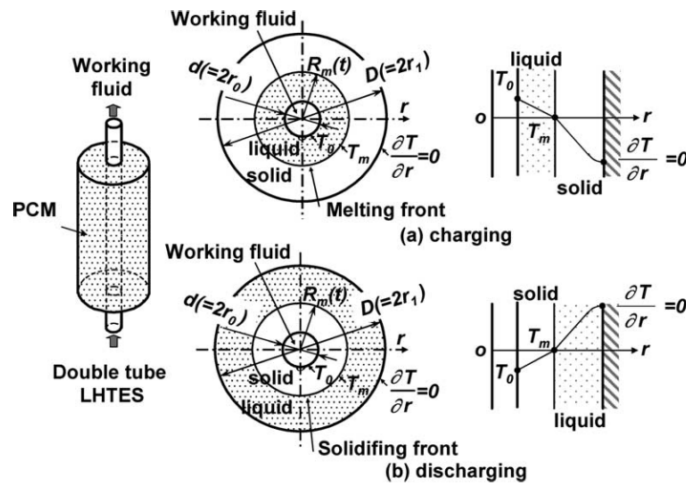 Working
fluid
PCM
Double tube
LHTES
Working fluid
d(=2r₀)
Rₘ(t)
D(=2r₁)
r
T₀
Tₘ
liquid
solid
∂T/∂r=0
Melting front
liquid
T₀
o
Tₘ
r
solid
∂T/∂r=0
(a) charging
Working fluid
d(=2r₀)
Rₘ(t)
D(=2r₁)
r
T₀
Tₘ
solid
liquid
∂T/∂r=0
Solidifing front
solid
Tₘ
o
T₀
r
liquid
∂T/∂r=0
(b) discharging